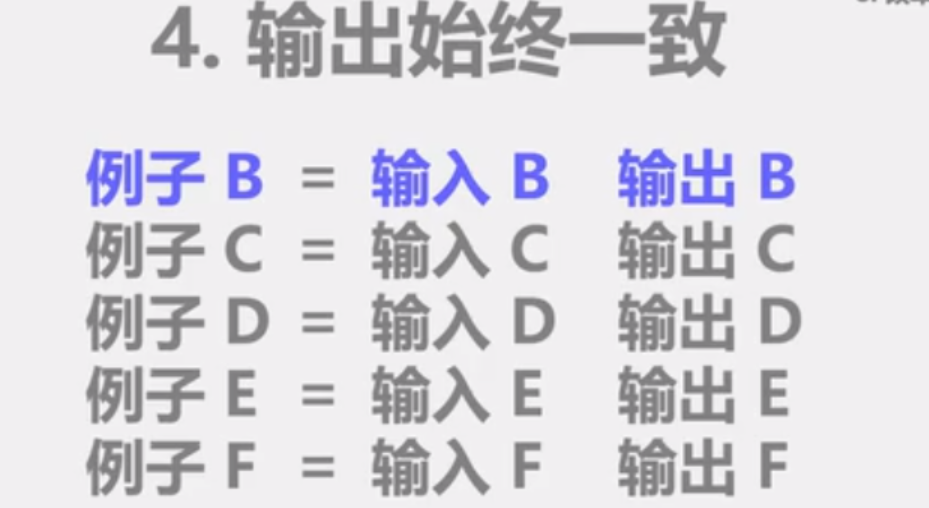 4. 输出始终一致
例子 B = 输入 B 输出 B
例子 C = 输入 C 输出 C
例子 D = 输入 D 输出 D
例子 E = 输入 E 输出 E
例子 F = 输入 F 输出 F